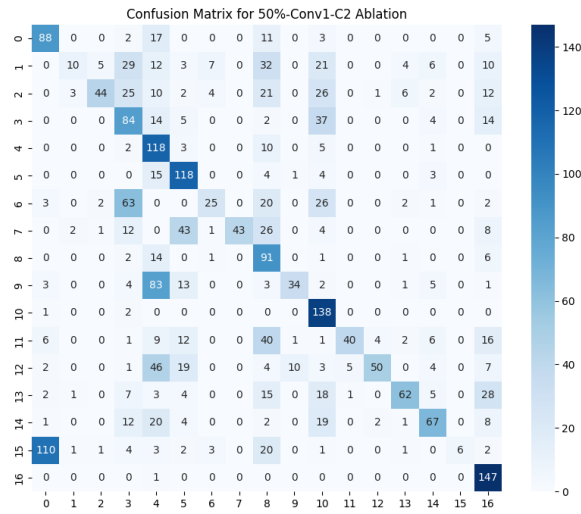 Confusion Matrix for 50%-Conv1-C2 Ablation
0 88 0 0 2 17 0 0 0 11 0 3 0 0 0 0 0 5
1 0 10 5 29 12 3 7 0 32 0 21 0 0 4 6 0 10
2 0 3 44 25 10 2 4 0 21 0 26 0 1 6 2 0 12
3 0 0 0 84 14 5 0 0 2 0 37 0 0 0 4 0 14
4 0 0 0 2 118 3 0 0 10 0 5 0 0 0 1 0 0
5 0 0 0 0 15 118 0 0 4 1 4 0 0 0 3 0 0
6 3 0 2 63 0 0 25 0 20 0 26 0 0 2 1 0 2
7 0 2 1 12 0 43 1 43 26 0 4 0 0 0 0 0 8
8 0 0 0 2 14 0 1 0 91 0 1 0 0 1 1 0 6
9 3 0 0 4 83 13 0 0 3 34 2 0 0 1 5 0 1
10 1 0 0 2 0 0 0 0 0 0 138 0 0 0 0 0 0
11 6 0 0 1 9 12 0 0 40 1 1 40 4 2 6 0 16
12 2 0 0 1 46 19 0 0 4 10 3 5 50 0 4 0 7
13 2 1 0 7 3 4 0 0 15 0 18 1 0 62 5 0 28
14 1 0 0 12 20 4 0 0 2 0 19 0 2 1 67 0 8
15 110 1 1 4 3 2 3 0 20 0 1 0 0 1 0 6 2
16 0 0 0 0 1 0 0 0 0 0 0 0 0 0 0 0 147
0 1 2 3 4 5 6 7 8 9 10 11 12 13 14 15 16
140
120
100
80
60
40
20
0